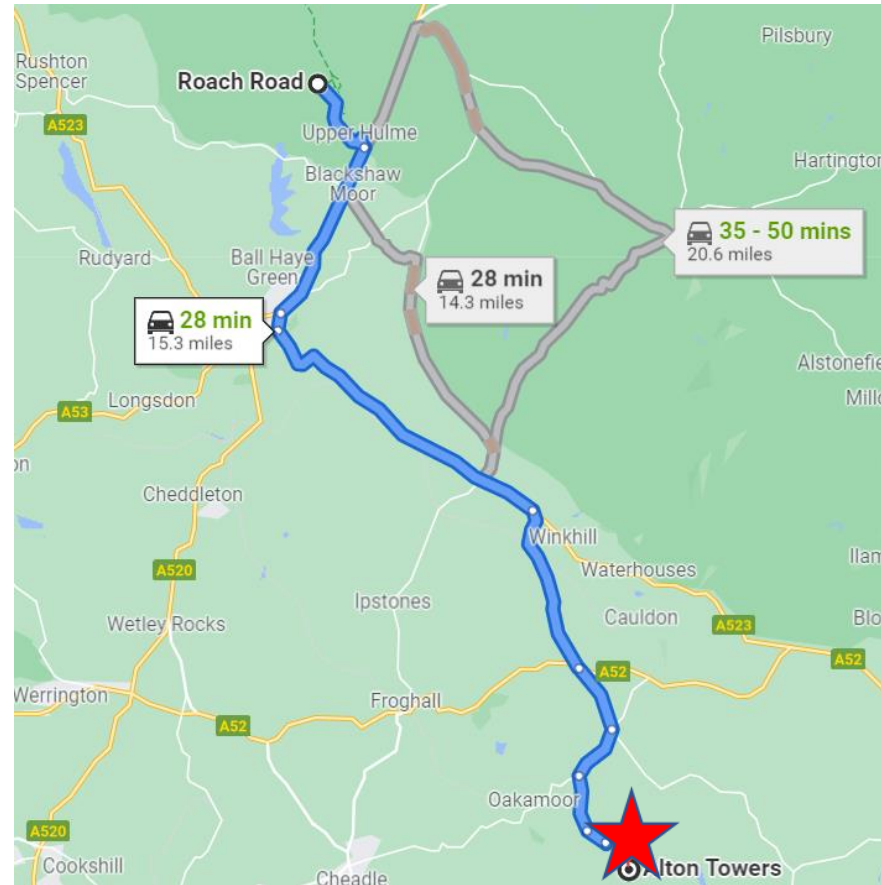 Pilsbury
Rushton
Spencer
Roach Road
A523
Upper Hulme
Hartington
Blackshaw
Moor
35 - 50 mins
20.6 miles
Rudyard
Ball Haye
Green
28 min
14.3 miles
28 min
15.3 miles
Alstonefie
Millo
Longsdon
A53
on
Cheddleton
Winkhill
Ilam
Waterhouses
A520
Ipstones
Cauldon
Blo
Wetley Rocks
A523
A52
A52
Werrington
Froghall
A52
Oakamoor
A520
Alton Towers
Cookshill
Cheadle